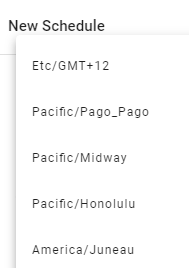 New Schedule
Etc/GMT+12
Pacific/Pago_Pago
Pacific/Midway
Pacific/Honolulu
America/Juneau